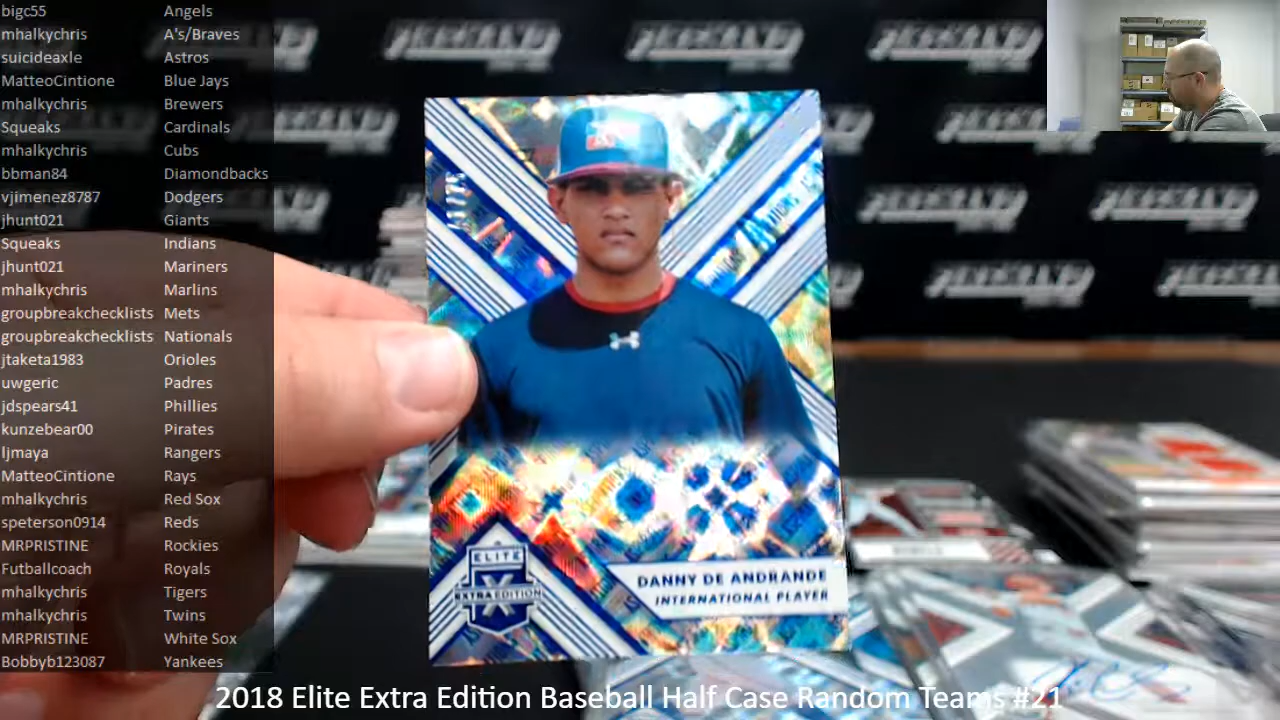 bigc55 Angels
mhalkychris A's/Braves
suicideaxle Astros
MatteoCintione Blue Jays
mhalkychris Brewers
Squeaks Cardinals
mhalkychris Cubs
bbman84 Diamondbacks
vjimenez8787 Dodgers
jhunt021 Giants
Squeaks Indians
jhunt021 Mariners
mhalkychris Marlins
groupbreakchecklists Mets
groupbreakchecklists Nationals
jtaketa1983 Orioles
uwgeric Padres
jdspears41 Phillies
kunzebear00 Pirates
ljmaya Rangers
MatteoCintione Rays
mhalkychris Red Sox
speterson0914 Reds
MRPRISTINE Rockies
Futballcoach Royals
mhalkychris Tigers
mhalkychris Twins
MRPRISTINE White Sox
Bobbyb123087 Yankees
ELITE
X
EXTRA EDITION
DANNY DE ANDRANDE
INTERNATIONAL PLAYER
2018 Elite Extra Edition Baseball Half Case Random Teams #21